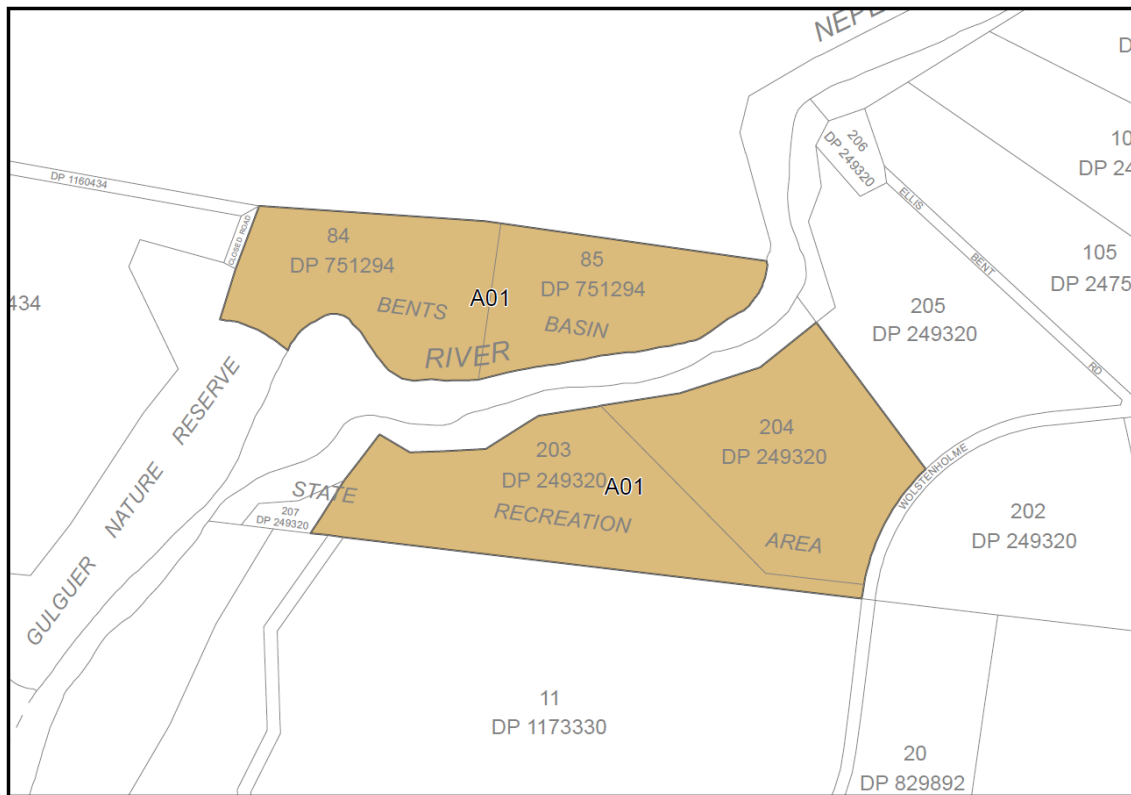 NEPE
D
10
DP 24
206
DP 249320
DP 1160434
CLOSED ROAD
84
DP 751294
85
DP 751294
A01
BENTS
BASIN
RIVER
ELLIS
BENT
RD
105
DP 2475
205
DP 249320
434
GULGUER NATURE RESERVE
204
DP 249320
203
DP 249320
A01
WOLSTENHOLME
STATE
RECREATION
AREA
207
DP 249320
202
DP 249320
11
DP 1173330
20
DP 829892